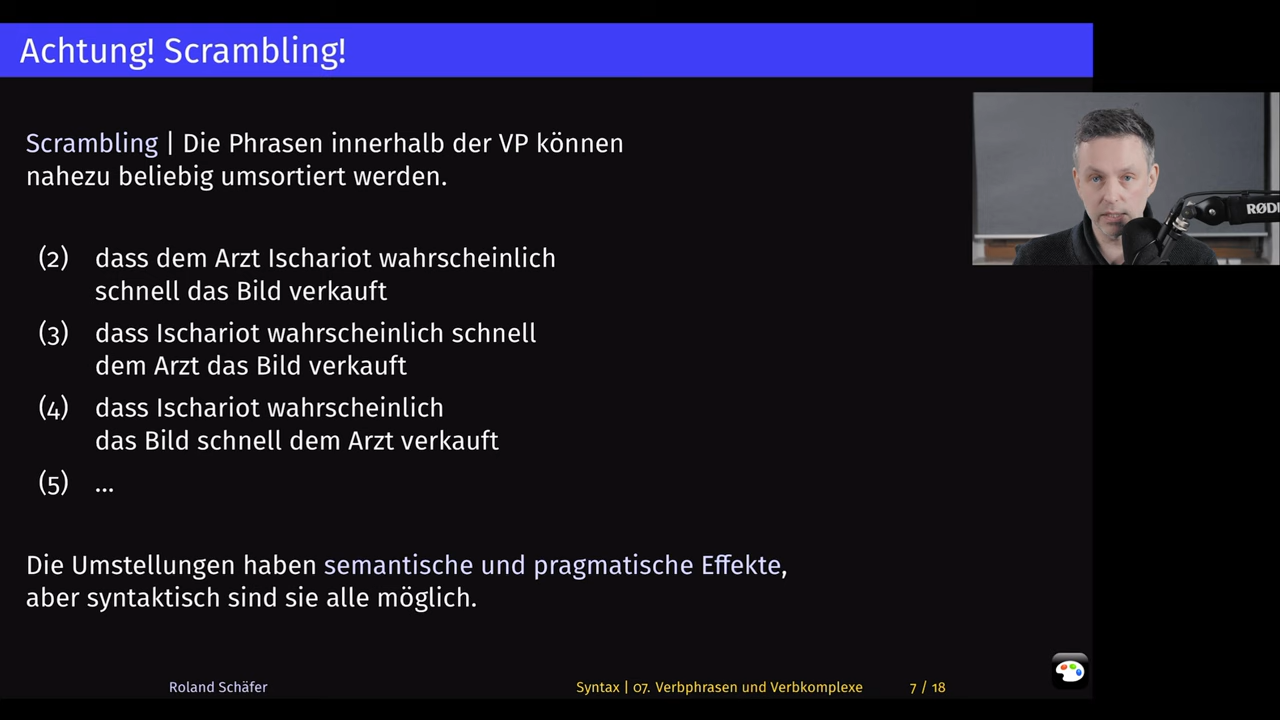 Achtung! Scrambling!
Scrambling | Die Phrasen innerhalb der VP können
nahezu beliebig umsortiert werden.
(2) dass dem Arzt Ischariot wahrscheinlich
schnell das Bild verkauft
(3) dass Ischariot wahrscheinlich schnell
dem Arzt das Bild verkauft
(4) dass Ischariot wahrscheinlich
das Bild schnell dem Arzt verkauft
(5) ...
Die Umstellungen haben semantische und pragmatische Effekte,
aber syntaktisch sind sie alle möglich.
Roland Schäfer
Syntax | 07. Verbphrasen und Verbkomplexe
7 / 18